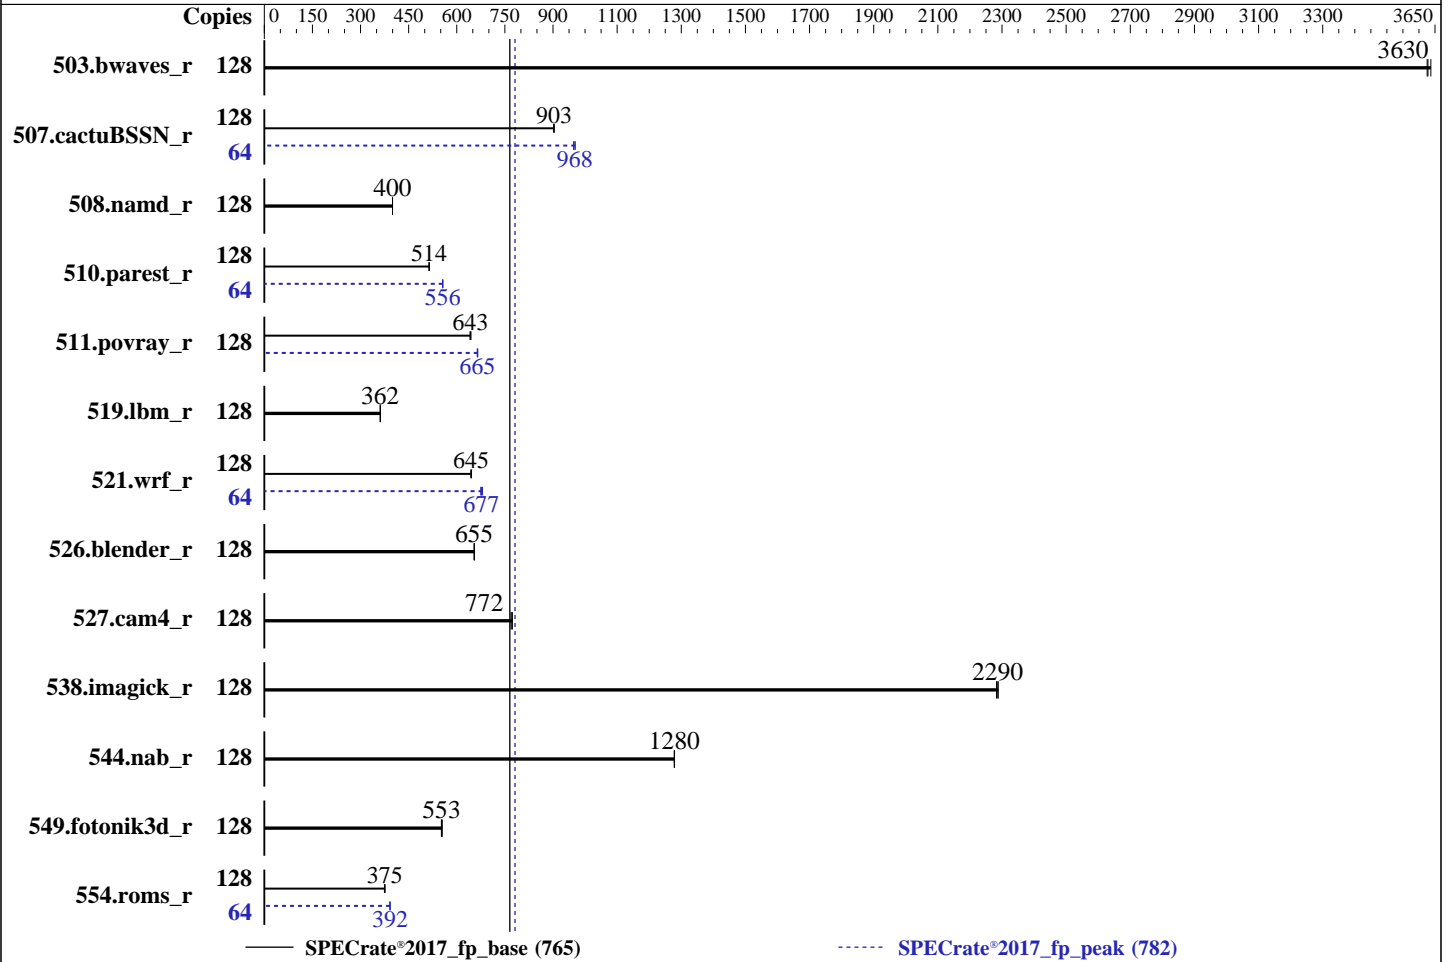 Copies 0 150 300 450 600 750 900 1100 1300 1500 1700 1900 2100 2300 2500 2700 2900 3100 3300 3650
503.bwaves_r 128 3630
507.cactuBSSN_r 128 903
64 968
508.namd_r 128 400
510.parest_r 128 514
64 556
511.povray_r 128 643
665
519.lbm_r 128 362
521.wrf_r 128 645
64 677
526.blender_r 128 655
527.cam4_r 128 772
538.imagick_r 128 2290
544.nab_r 128 1280
549.fotonik3d_r 128 553
554.roms_r 128 375
64 392
SPECrate®2017_fp_base (765) SPECrate®2017_fp_peak (782)